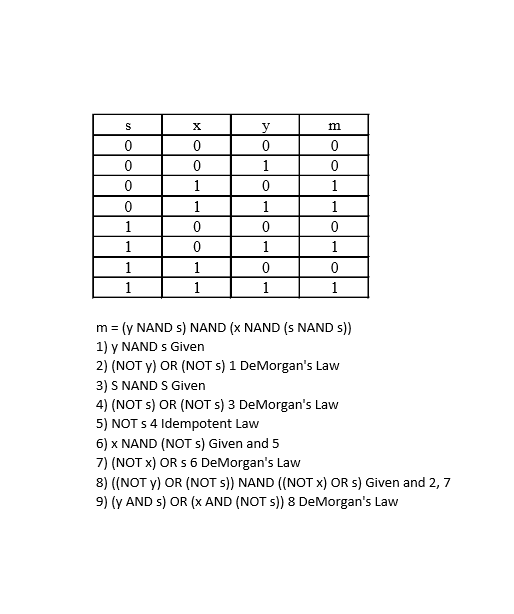 s x y m
0 0 0 0
0 0 1 0
0 1 0 1
0 1 1 1
1 0 0 0
1 0 1 1
1 1 0 0
1 1 1 1
m = (y NAND s) NAND (x NAND (s NAND s))
1) y NAND s Given
2) (NOT y) OR (NOT s) 1 DeMorgan's Law
3) S NAND S Given
4) (NOT s) OR (NOT s) 3 DeMorgan's Law
5) NOT s 4 Idempotent Law
6) x NAND (NOT s) Given and 5
7) (NOT x) OR s 6 DeMorgan's Law
8) ((NOT y) OR (NOT s)) NAND ((NOT x) OR s) Given and 2, 7
9) (y AND s) OR (x AND (NOT s)) 8 DeMorgan's Law